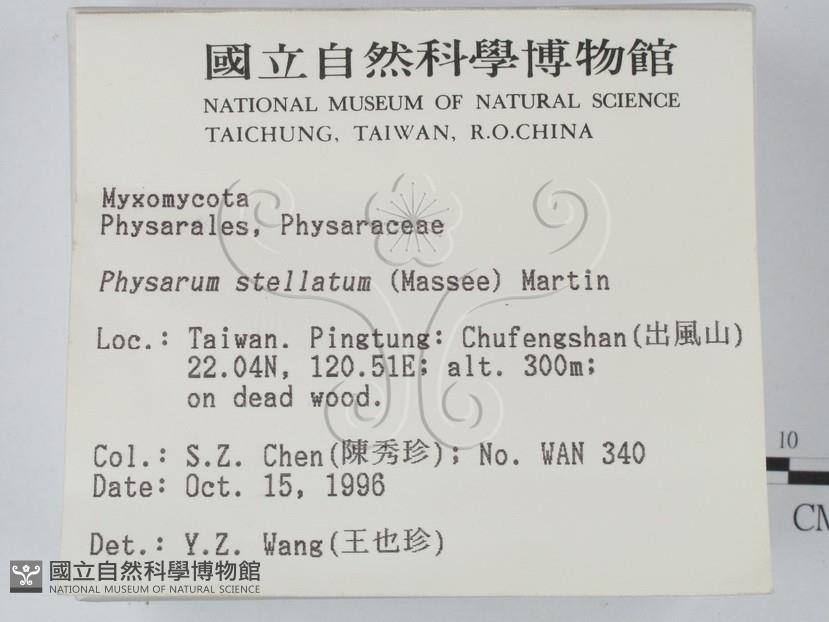 國立自然科學博物館
NATIONAL MUSEUM OF NATURAL SCIENCE
TAICHUNG, TAIWAN, R.O.CHINA
Myxomycota
Physarales, Physaraceae
Physarum stellatum (Massee) Martin
Loc.: Taiwan. Pingtung: Chufengshan(出風山)
22.04N, 120.51E; alt. 300m;
on dead wood.
Col.: S.Z. Chen(陳秀珍); No. WAN 340
Date: Oct. 15, 1996
Det.: Y.Z. Wang(王也珍)
10
CM
國立自然科學博物館
NATIONAL MUSEUM OF NATURAL SCIENCE